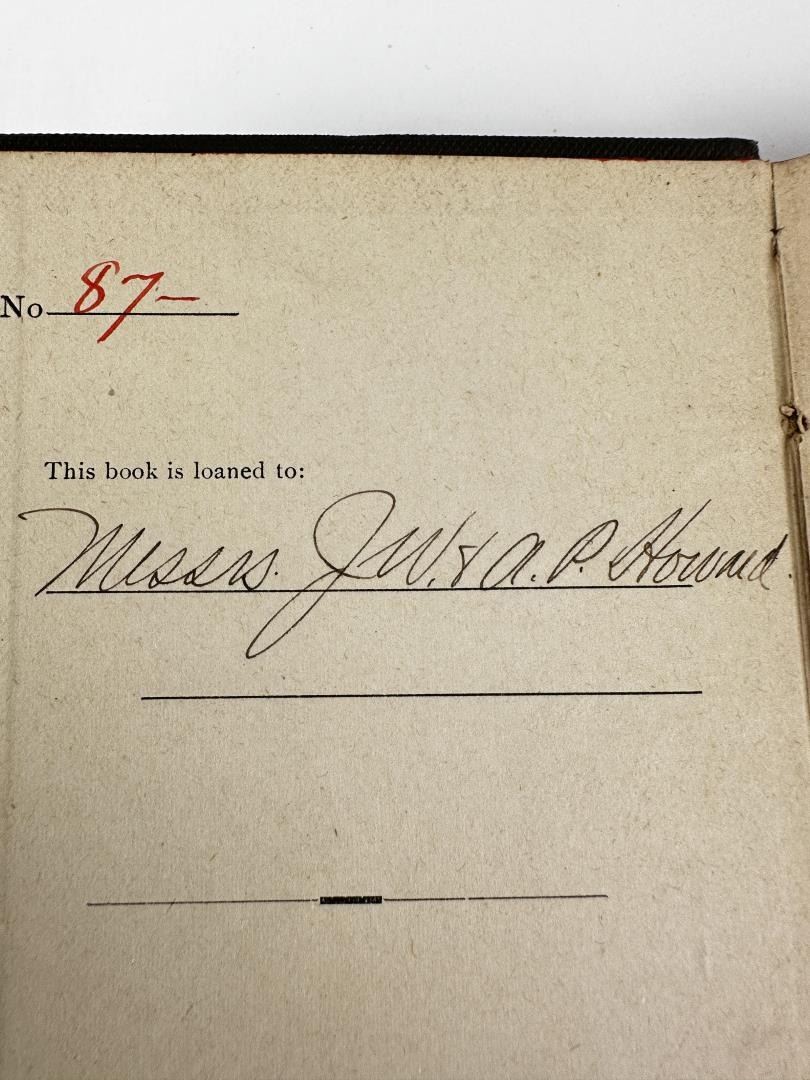 No 87-
This book is loaned to:
Messrs. J W. & A. P. Howard.